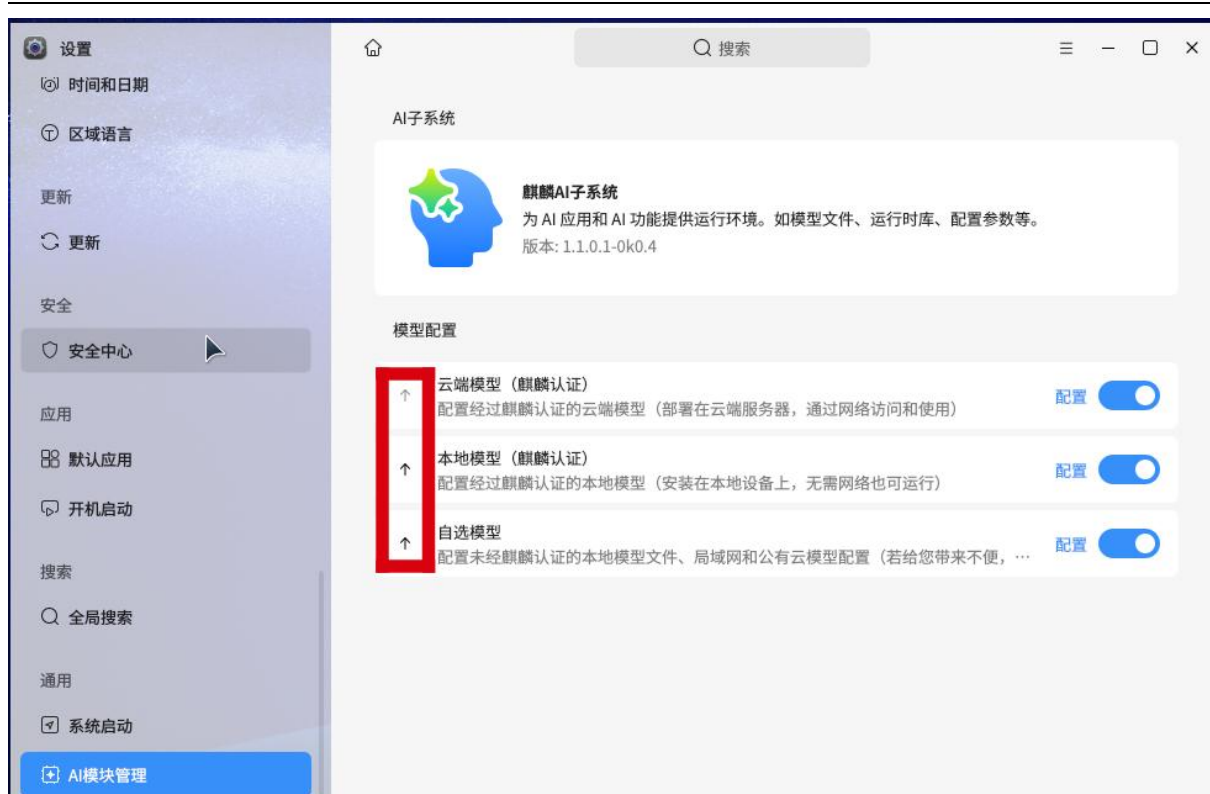 设置
时间和日期
区域语言
更新
更新
安全
安全中心
应用
默认应用
开机启动
搜索
全局搜索
通用
系统启动
AI模块管理
搜索
AI子系统
麒麟AI子系统
为 AI 应用和 AI 功能提供运行环境。如模型文件、运行时库、配置参数等。
版本: 1.1.0.1-0k0.4
模型配置
云端模型（麒麟认证）
配置经过麒麟认证的云端模型（部署在云端服务器，通过网络访问和使用）
配置
本地模型（麒麟认证）
配置经过麒麟认证的本地模型（安装在本地设备上，无需网络也可运行）
配置
自选模型
配置未经麒麟认证的本地模型文件、局域网和公有云模型配置（若给您带来不便，…
配置